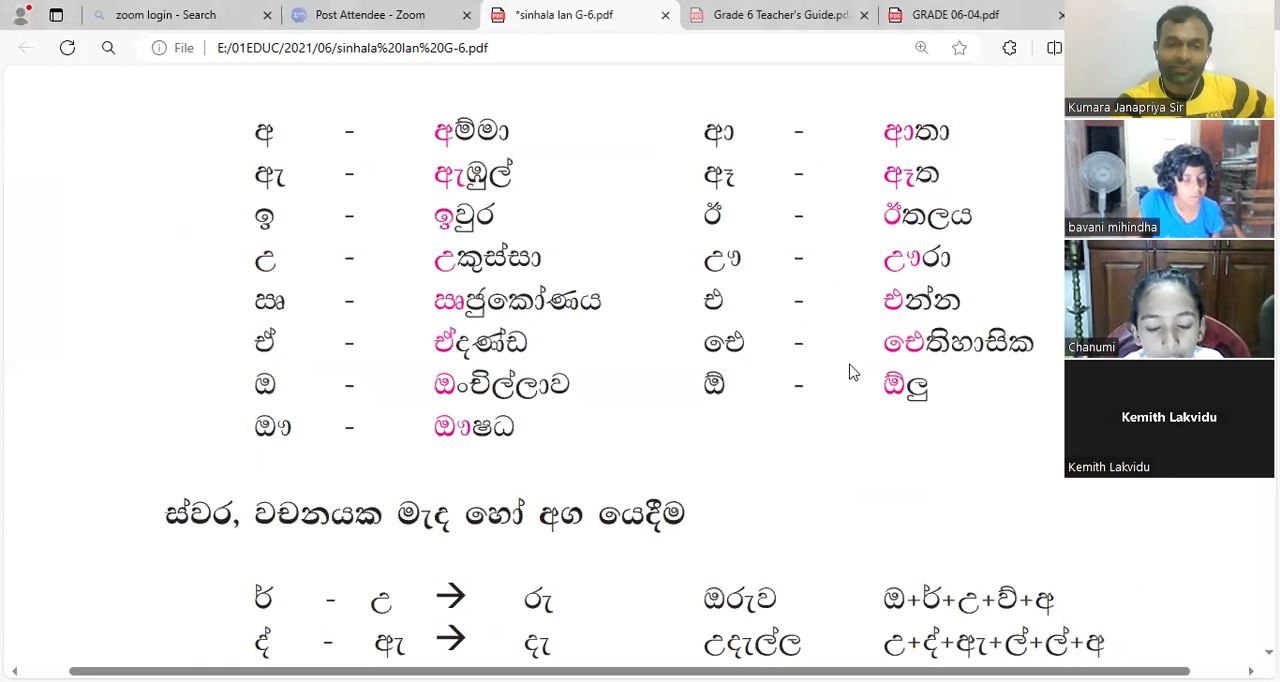 zoom login - Search
Post Attendee - Zoom
*sinhala lan G-6.pdf
Grade 6 Teacher's Guide.pd
GRADE 06-04.pdf
File E:/01EDUC/2021/06/sinhala%20lan%20G-6.pdf
අ - අම්මා ආ - ආතා
ඇ - ඇඹුල් ඈ - ඈත
ඉ - ඉවුර ඊ - ඊතලය
උ - උකුස්සා ඌ - ඌරා
ඍ - ඍජුකෝණය එ - එන්න
ඒ - ඒදණ්ඩ ඓ - ඓතිහාසික
ඔ - ඔංචිල්ලාව ඕ - ඕලු
ඖ - ඖෂධ
ස්වර, වචනයක මැද හෝ අග යෙදීම
ර් - උ → රු ඔරුව ඔ+ර්+උ+ව්+අ
ද් - ඇ → දැ උදැල්ල උ+ද්+ඇ+ල්+ල්+අ
Kumara Janapriya Sir
bavani mihindha
Chanumi
Kemith Lakvidu
Kemith Lakvidu